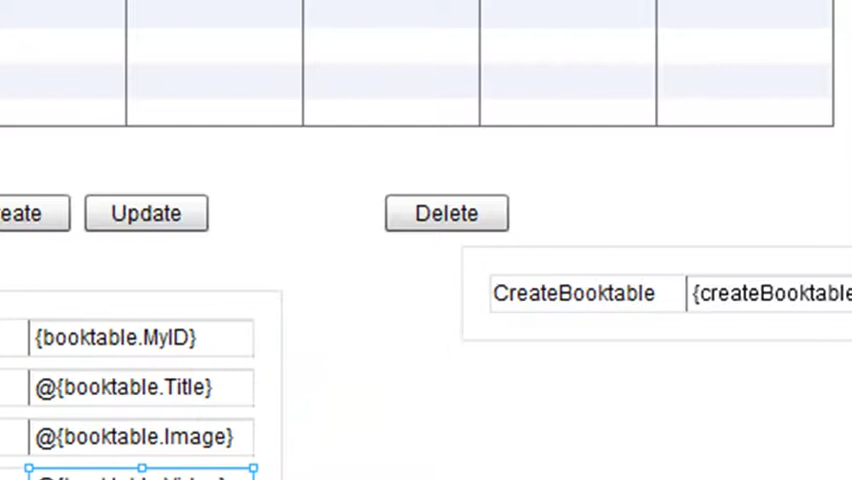 eate
Update
Delete
CreateBooktable
{createBooktable
{booktable.MyID}
@{booktable.Title}
@{booktable.Image}